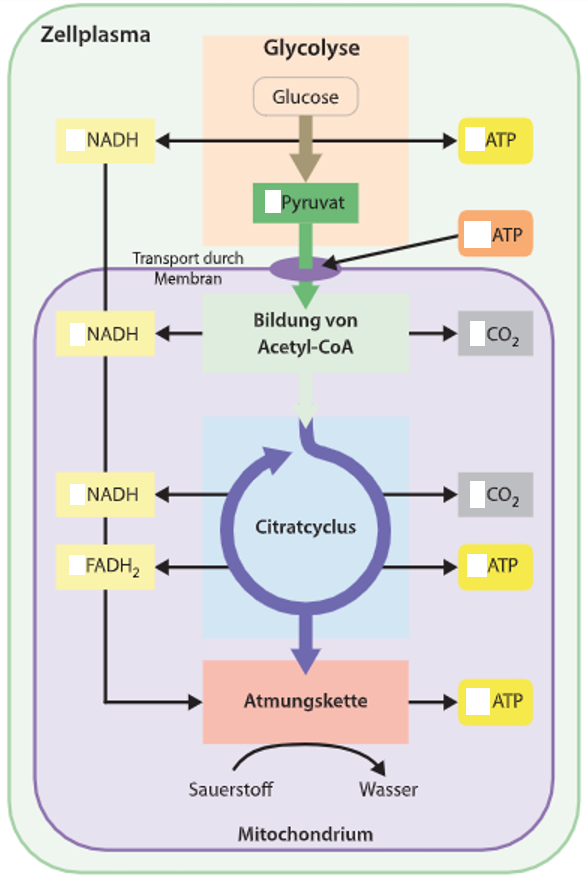 Zellplasma
Glycolyse
Glucose
NADH
ATP
Pyruvat
ATP
Transport durch
Membran
Bildung von
Acetyl-CoA
NADH
CO₂
NADH
CO₂
Citratcyclus
FADH₂
ATP
Atmungskette
ATP
Sauerstoff
Wasser
Mitochondrium